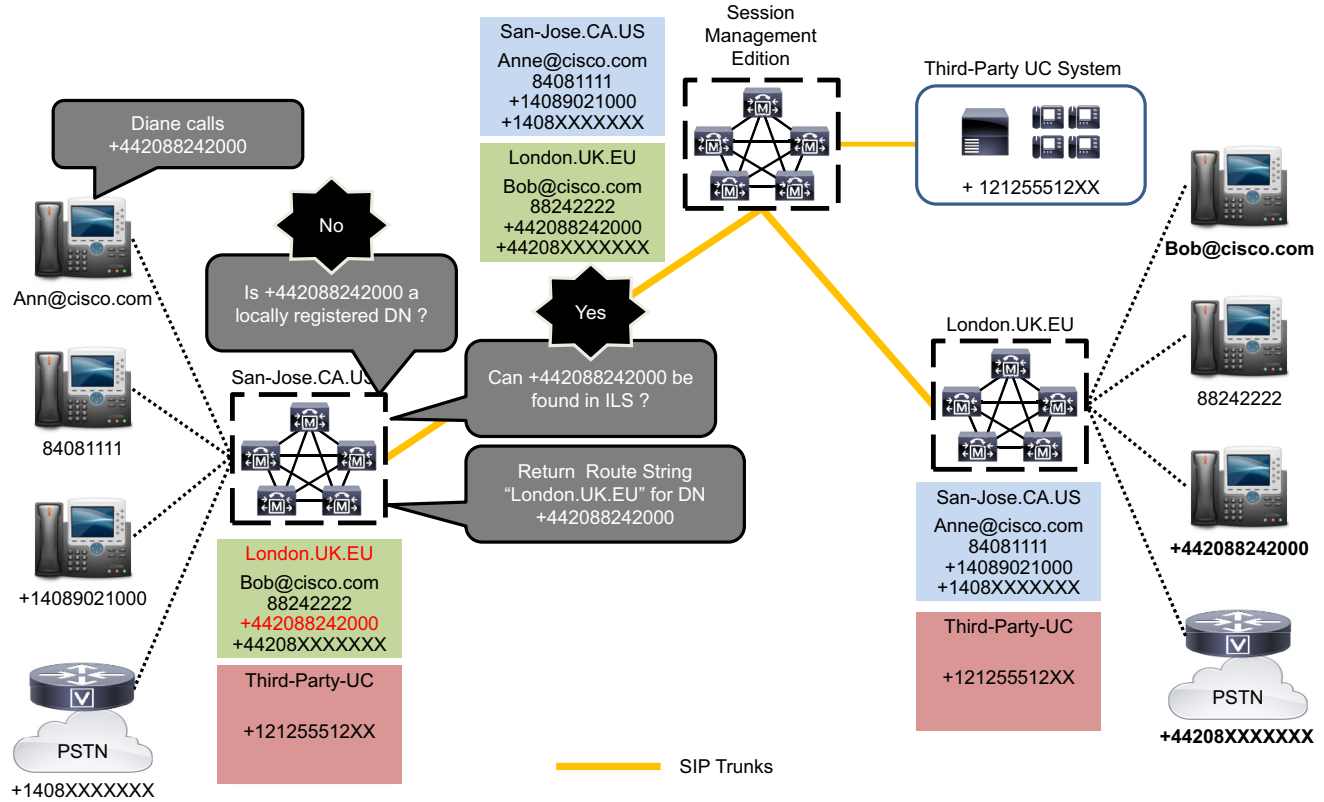 Session
Management
Edition
San-Jose.CA.US
Anne@cisco.com
84081111
+14089021000
+1408XXXXXXX
London.UK.EU
Bob@cisco.com
88242222
+442088242000
+44208XXXXXXX
Third-Party UC System
+ 121255512XX
Diane calls
+442088242000
No
Is +442088242000 a
locally registered DN ?
Yes
Can +442088242000 be
found in ILS ?
Return Route String
“London.UK.EU” for DN
+442088242000
Ann@cisco.com
84081111
+14089021000
V
PSTN
+1408XXXXXXX
San-Jose.CA.US
M
M
M
M
M
London.UK.EU
Bob@cisco.com
88242222
+442088242000
+44208XXXXXXX
Third-Party-UC
+121255512XX
M
M
M
M
M
London.UK.EU
M
M
M
M
M
San-Jose.CA.US
Anne@cisco.com
84081111
+14089021000
+1408XXXXXXX
Third-Party-UC
+121255512XX
Bob@cisco.com
88242222
+442088242000
V
PSTN
+44208XXXXXXX
SIP Trunks